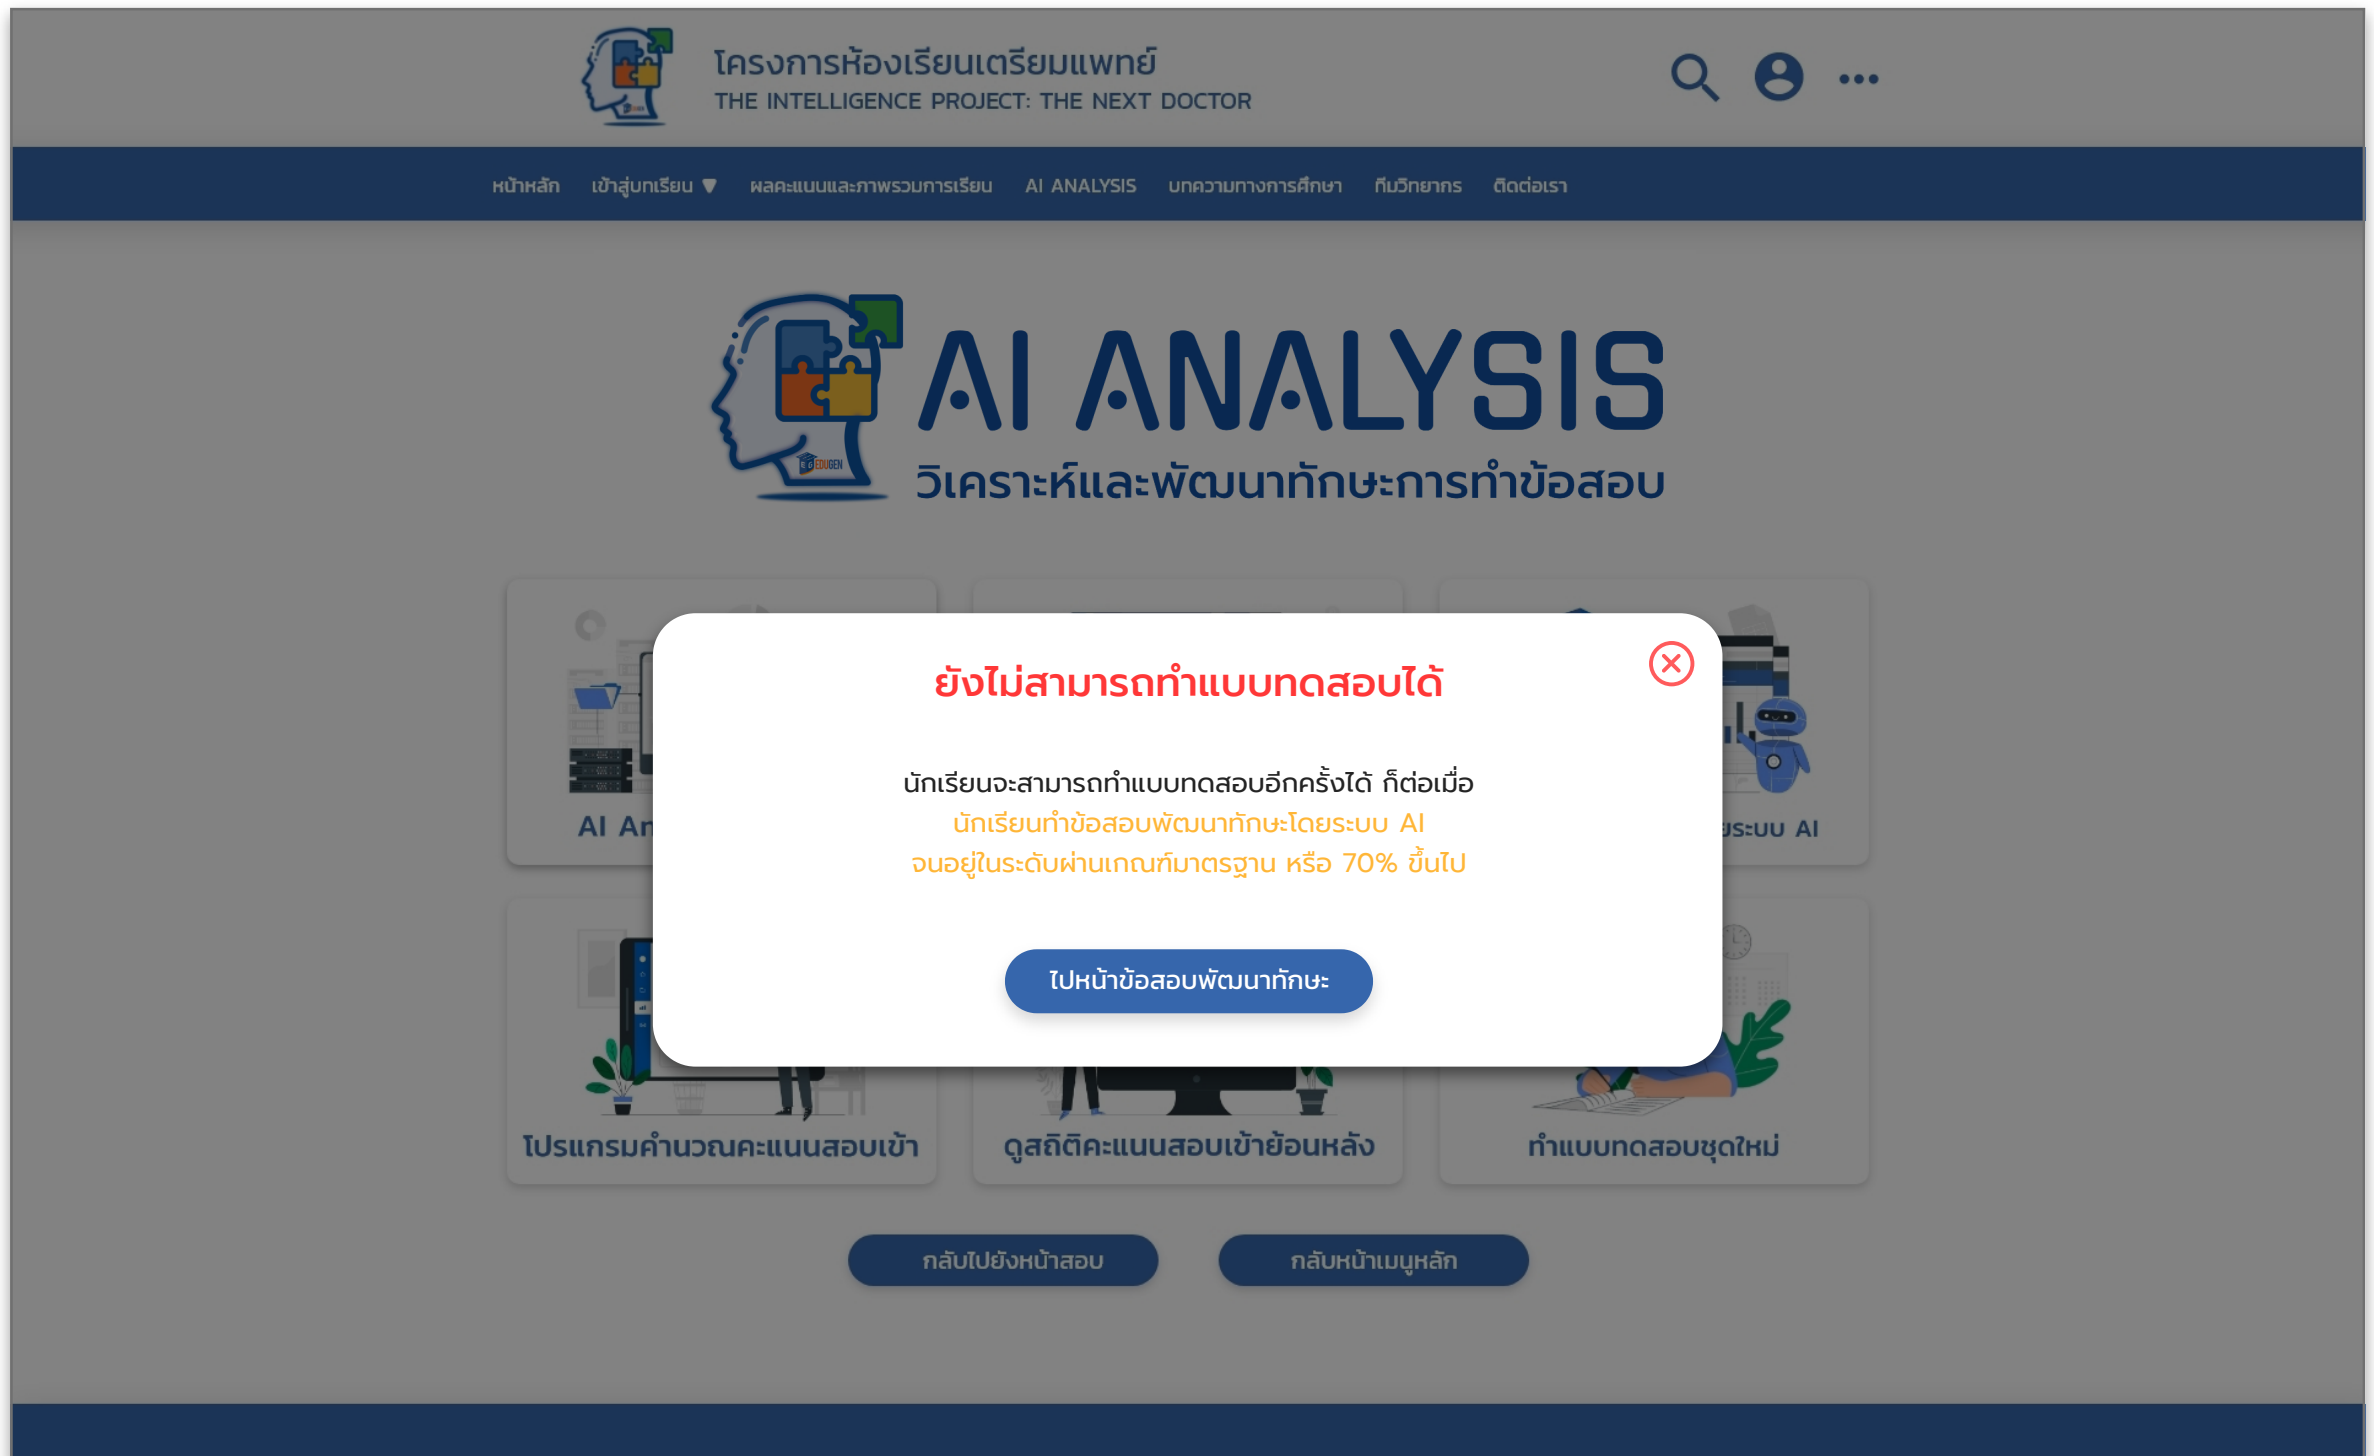 โครงการห้องเรียนเตรียมแพทย์
THE INTELLIGENCE PROJECT: THE NEXT DOCTOR
หน้าหลัก เข้าสู่บทเรียน ▼ ผลคะแนนและภาพรวมการเรียน AI ANALYSIS บทความทางการศึกษา ทีมวิทยากร ติดต่อเรา
AI ANALYSIS
EG EDUGEN
วิเคราะห์และพัฒนาทักษะการทำข้อสอบ
ยังไม่สามารถทำแบบทดสอบได้
นักเรียนจะสามารถทำแบบทดสอบอีกครั้งได้ ก็ต่อเมื่อ
นักเรียนทำข้อสอบพัฒนาทักษะโดยระบบ AI
จนอยู่ในระดับผ่านเกณฑ์มาตรฐาน หรือ 70% ขึ้นไป
ไปหน้าข้อสอบพัฒนาทักษะ
AI ระบบ AI
โปรแกรมคำนวณคะแนนสอบเข้า
ดูสถิติคะแนนสอบเข้าย้อนหลัง
ทำแบบทดสอบชุดใหม่
กลับไปยังหน้าสอบ
กลับหน้าเมนูหลัก